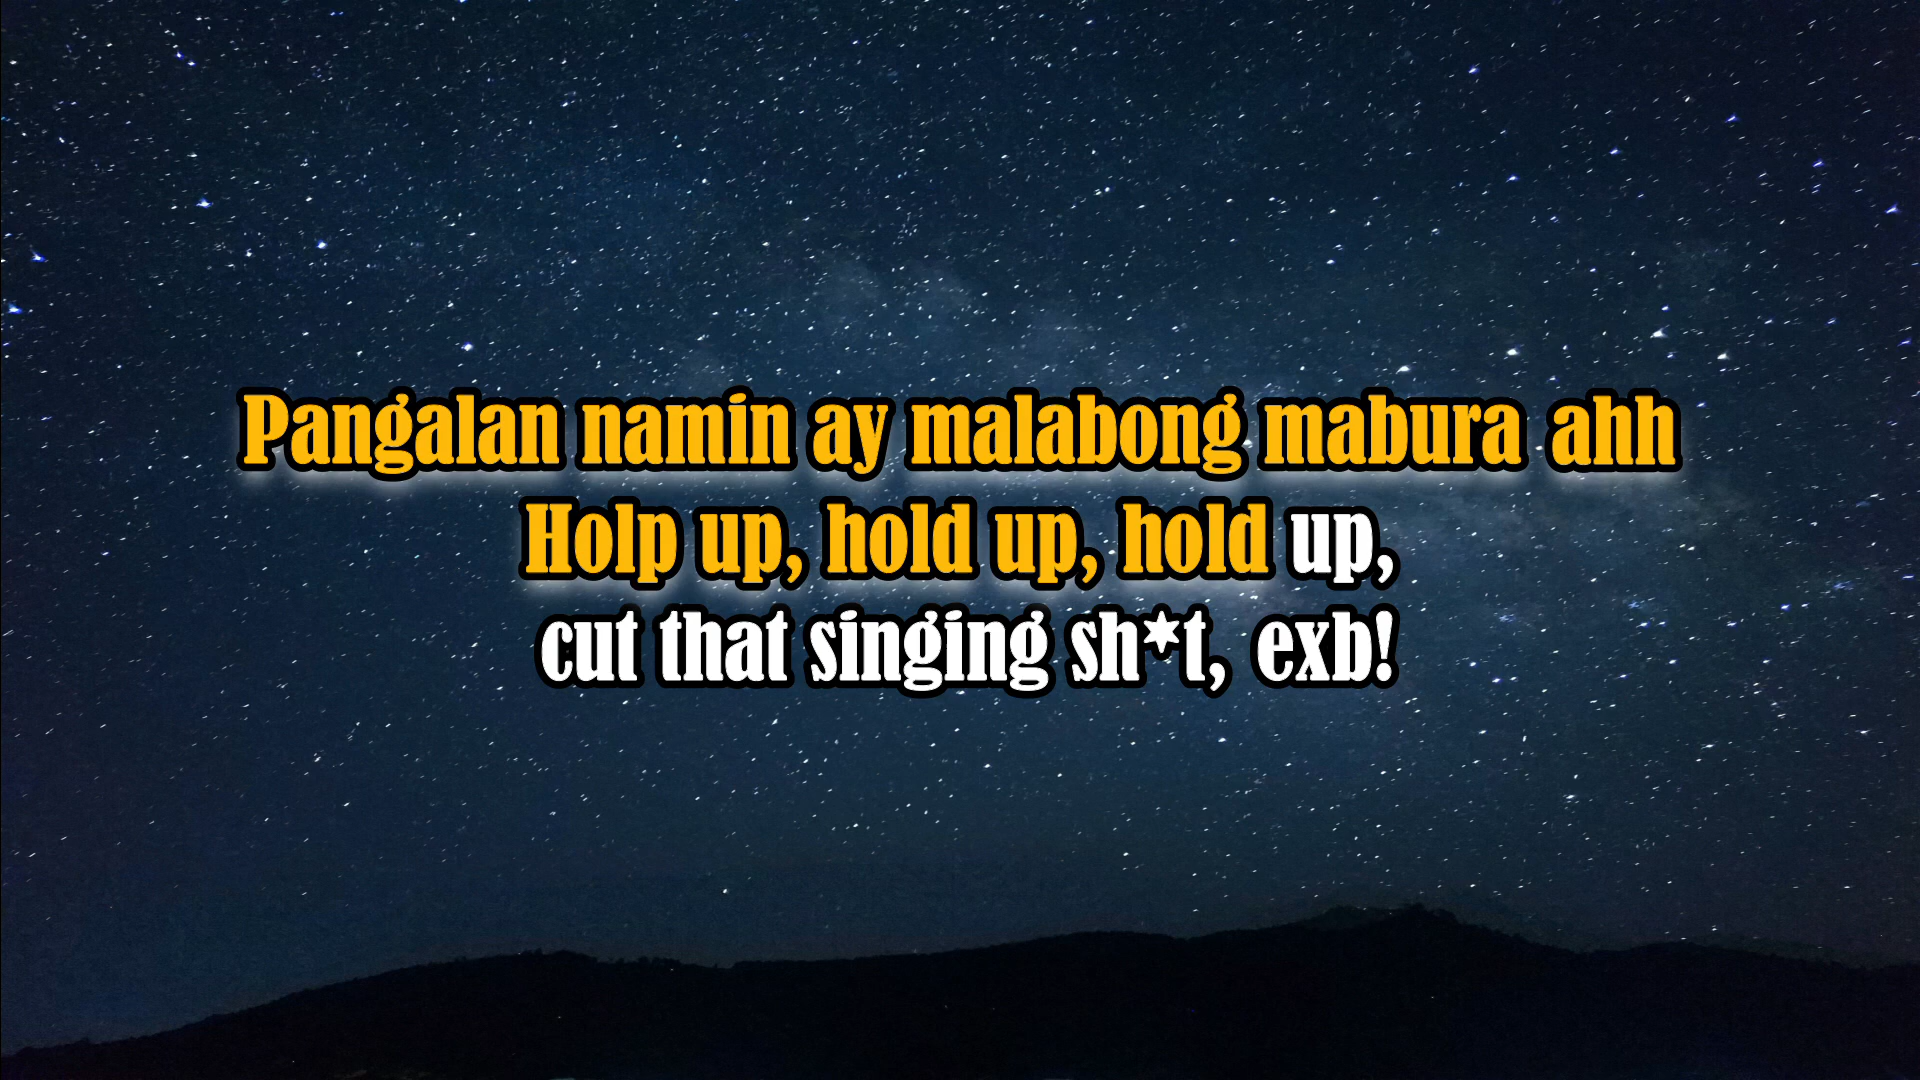 Pangalan namin ay malabong mabura ahh
Holp up, hold up, hold up,
cut that singing sh*t, exb!